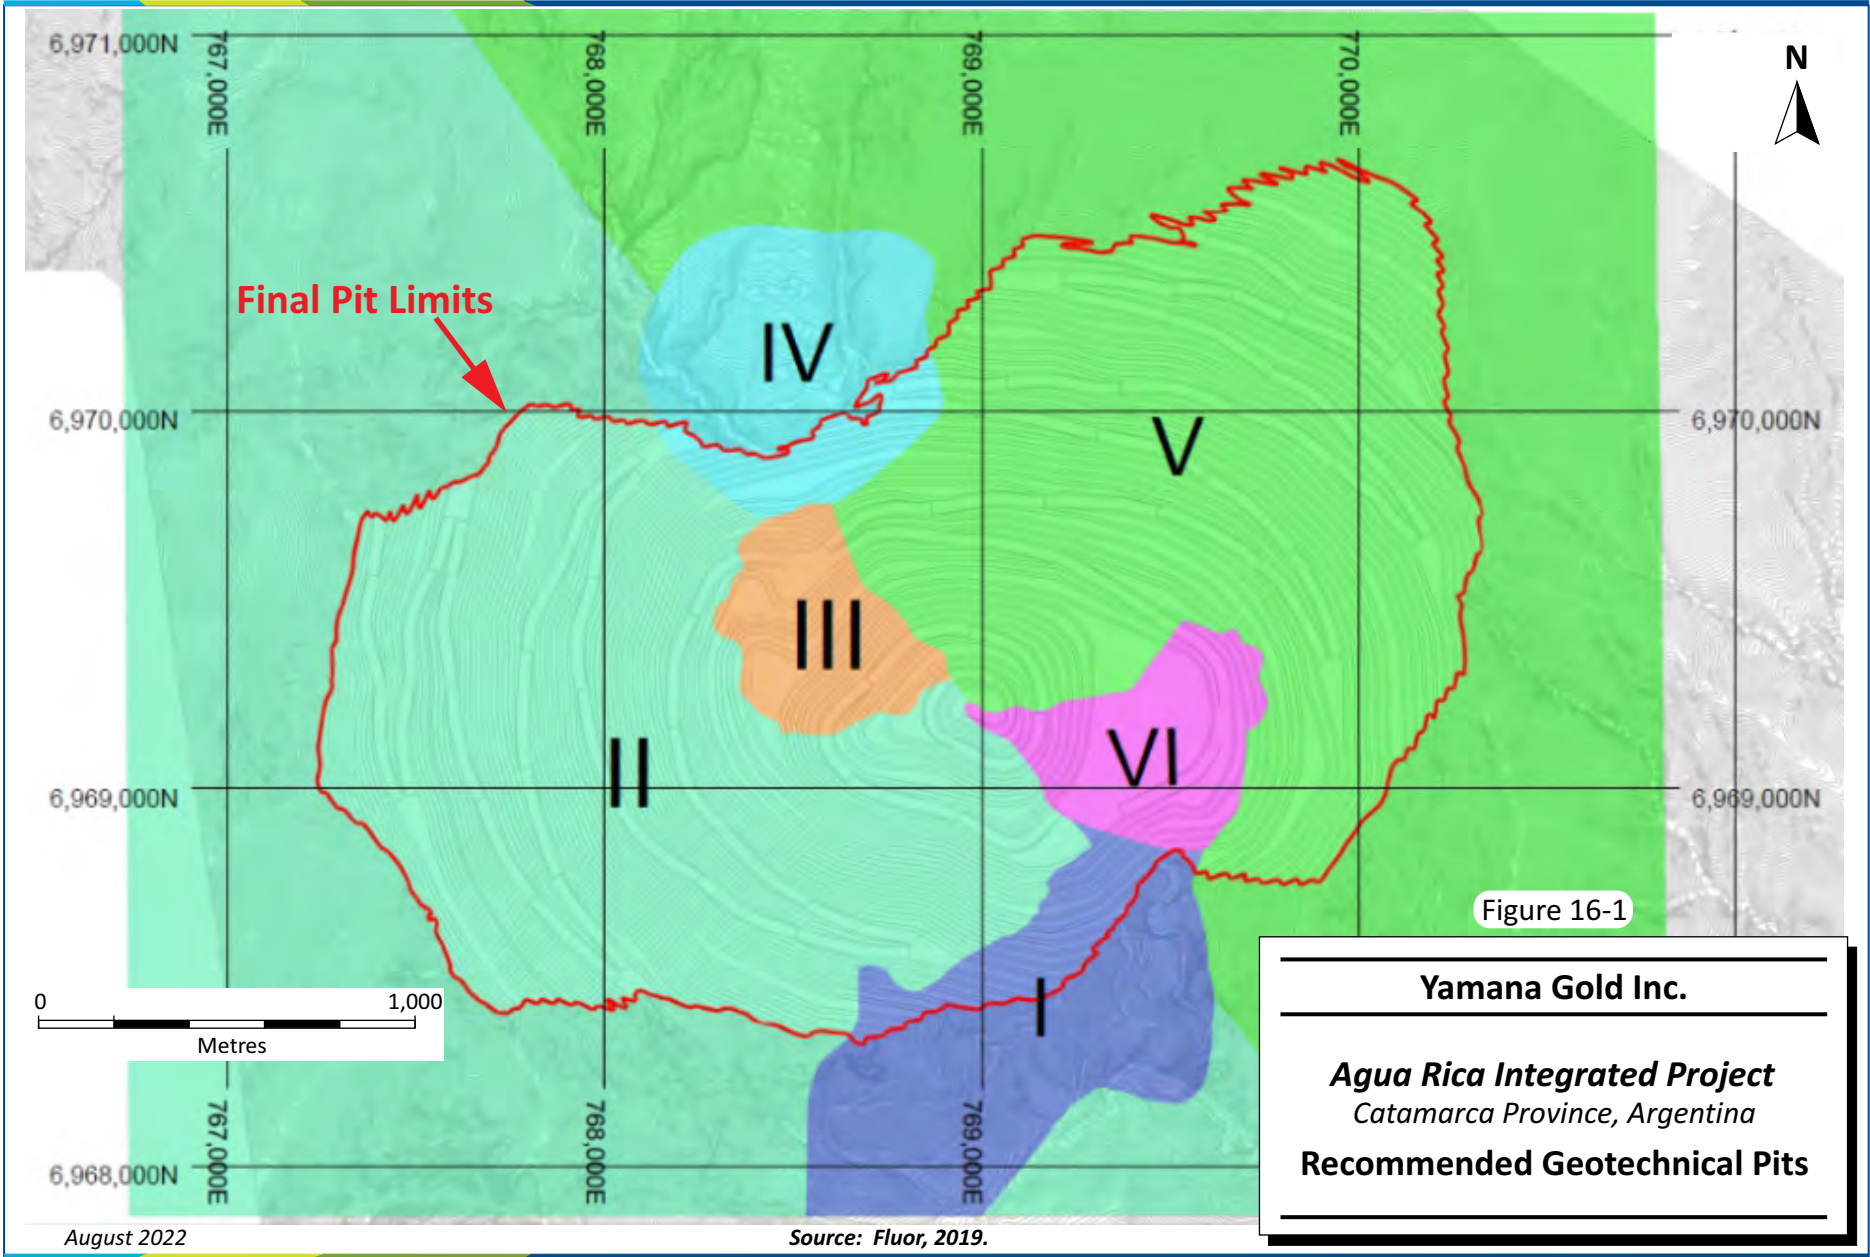 6,971,000N
767,000E
768,000E
769,000E
770,000E
N
Final Pit Limits
IV
6,970,000N
6,970,000N
V
III
II
VI
6,969,000N
6,969,000N
Figure 16-1
I
0 1,000
Metres
Yamana Gold Inc.
Agua Rica Integrated Project
Catamarca Province, Argentina
Recommended Geotechnical Pits
6,968,000N
767,000E
768,000E
769,000E
August 2022
Source: Fluor, 2019.